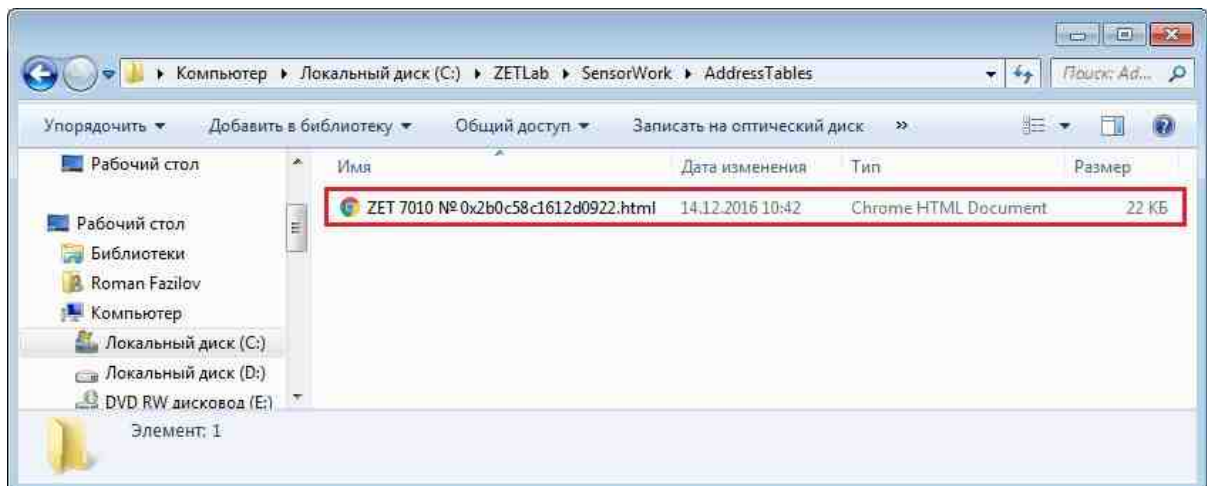 Компьютер ▸ Локальный диск (C:) ▸ ZETLab ▸ SensorWork ▸ AddressTables
Поиск: Ad...
Упорядочить Добавить в библиотеку Общий доступ Записать на оптический диск »
Рабочий стол
Рабочий стол
Библиотеки
Roman Fazilov
Компьютер
Локальный диск (C:)
Локальный диск (D:)
DVD RW дисковод (E:)
Имя Дата изменения Тип Размер
ZET 7010 № 0x2b0c58c1612d0922.html 14.12.2016 10:42 Chrome HTML Document 22 КБ
Элемент: 1